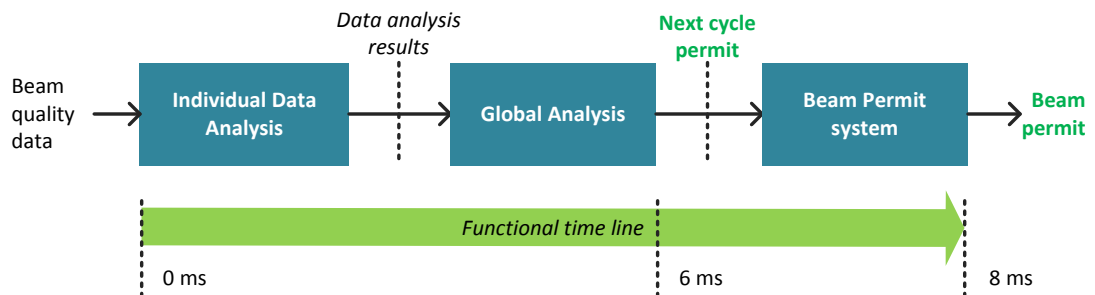 Data analysis
results
Next cycle
permit
Beam
quality
data
Individual Data
Analysis
Global Analysis
Beam Permit
system
Beam
permit
Functional time line
0 ms
6 ms
8 ms